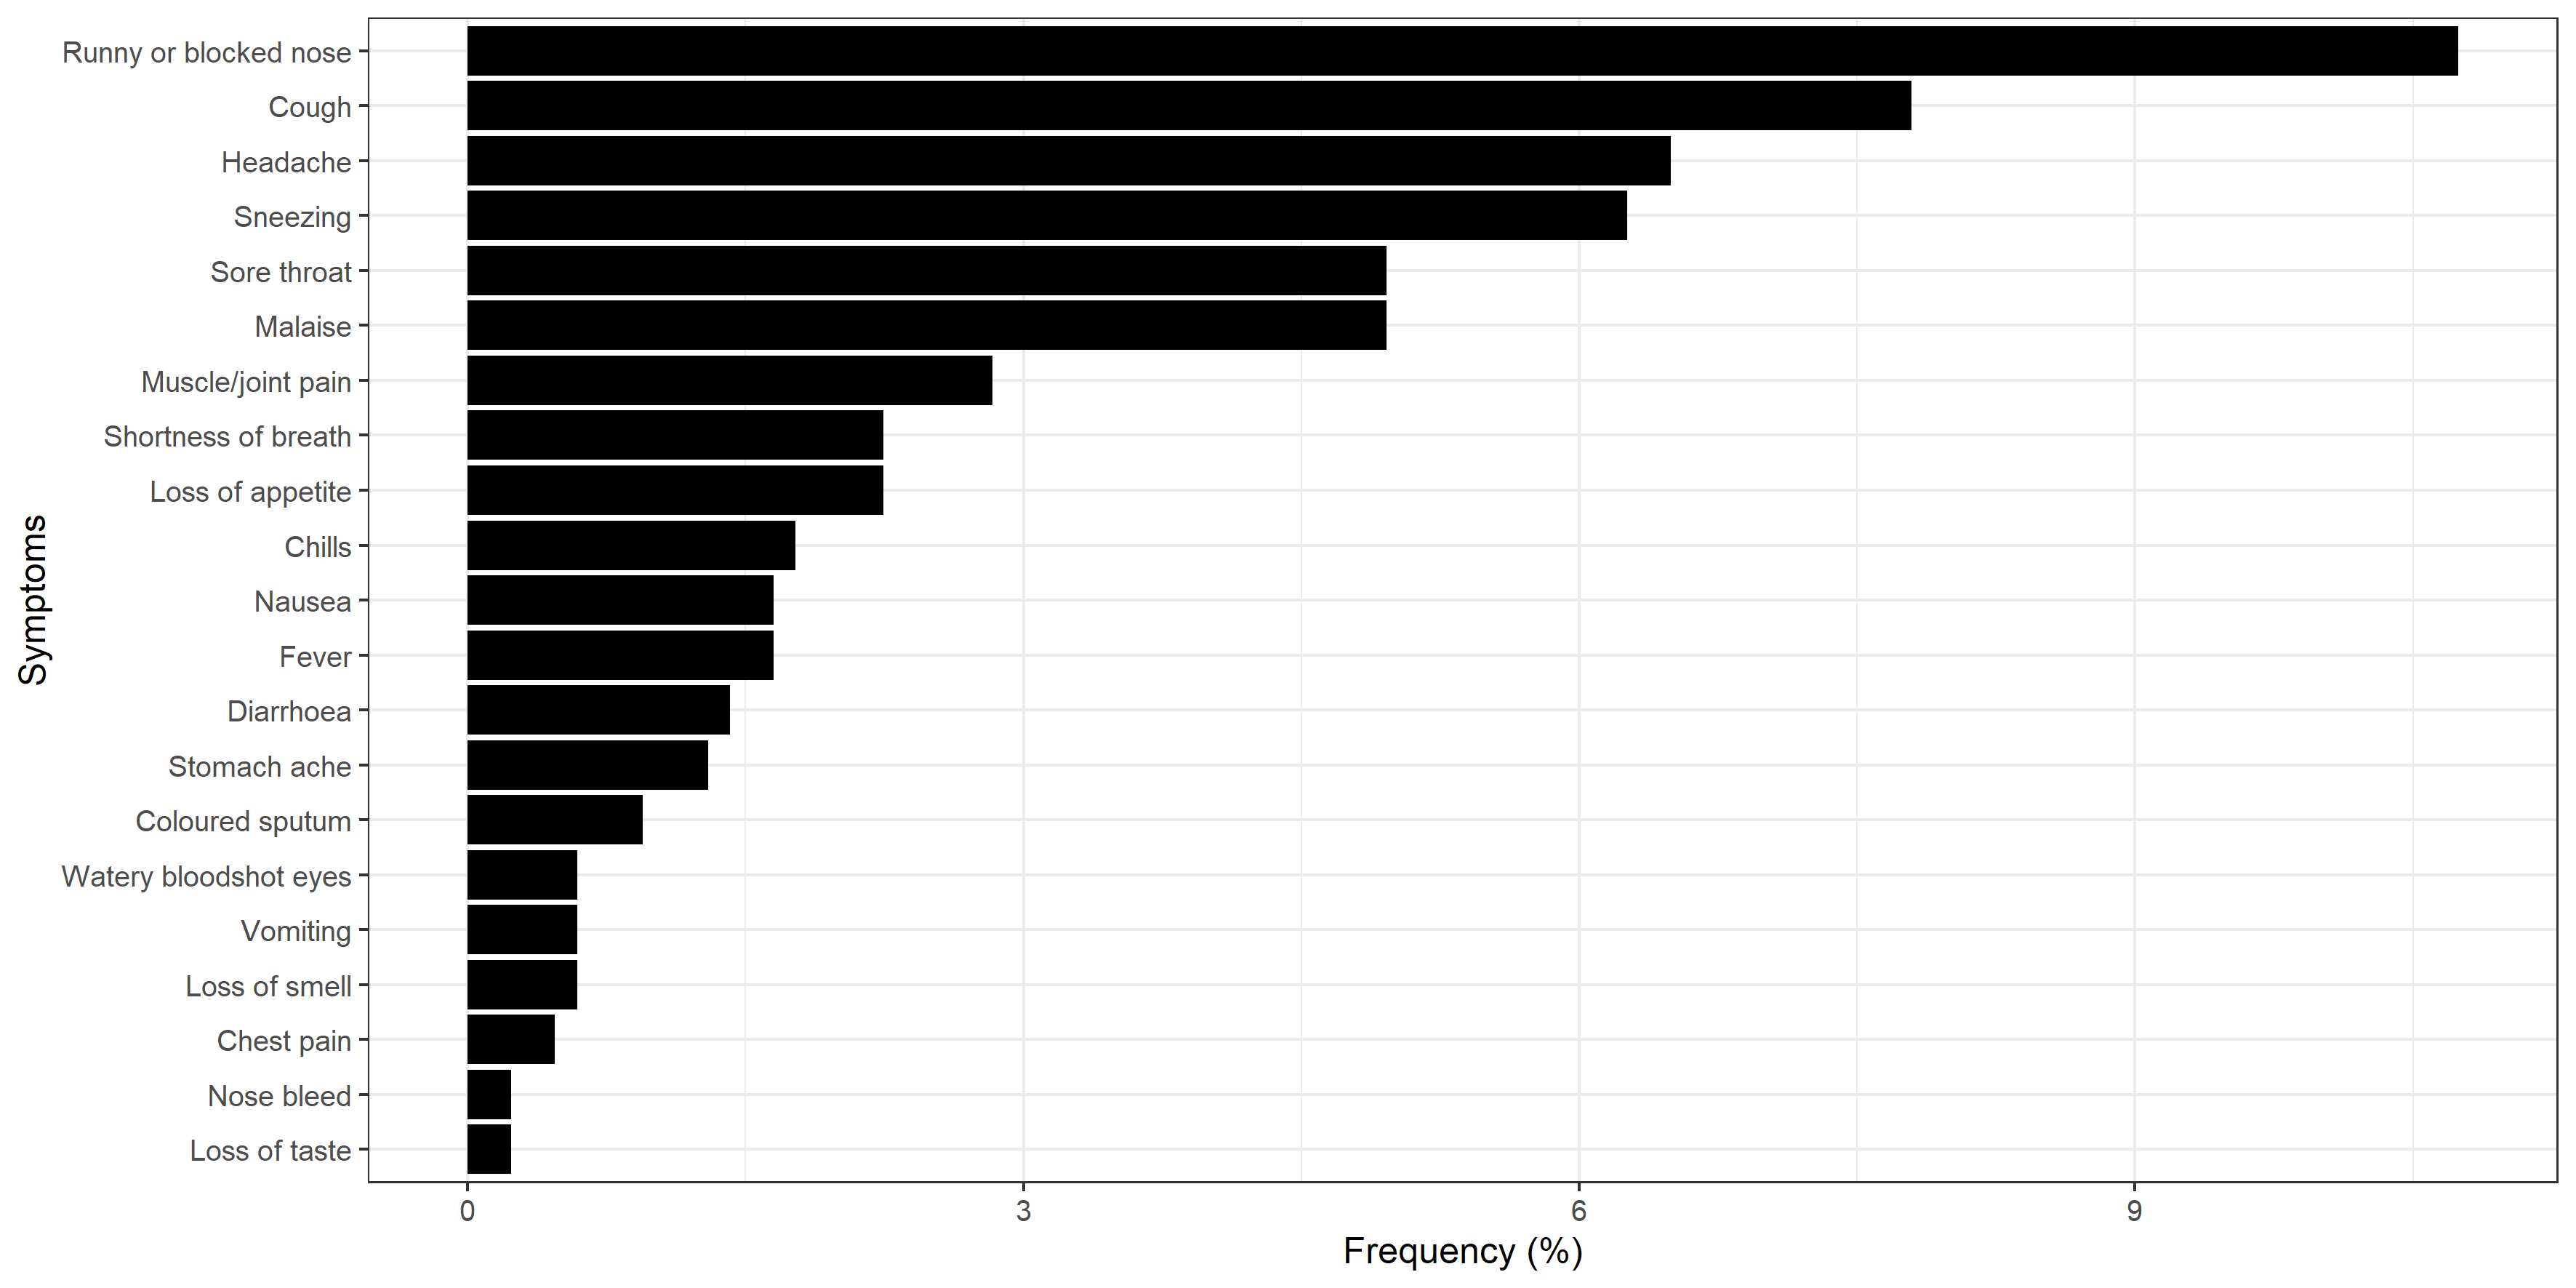 Runny or blocked nose
Cough
Headache
Sneezing
Sore throat
Malaise
Muscle/joint pain
Shortness of breath
Loss of appetite
Chills
Nausea
Fever
Diarrhoea
Stomach ache
Coloured sputum
Watery bloodshot eyes
Vomiting
Loss of smell
Chest pain
Nose bleed
Loss of taste
Symptoms
0 3 6 9
Frequency (%)